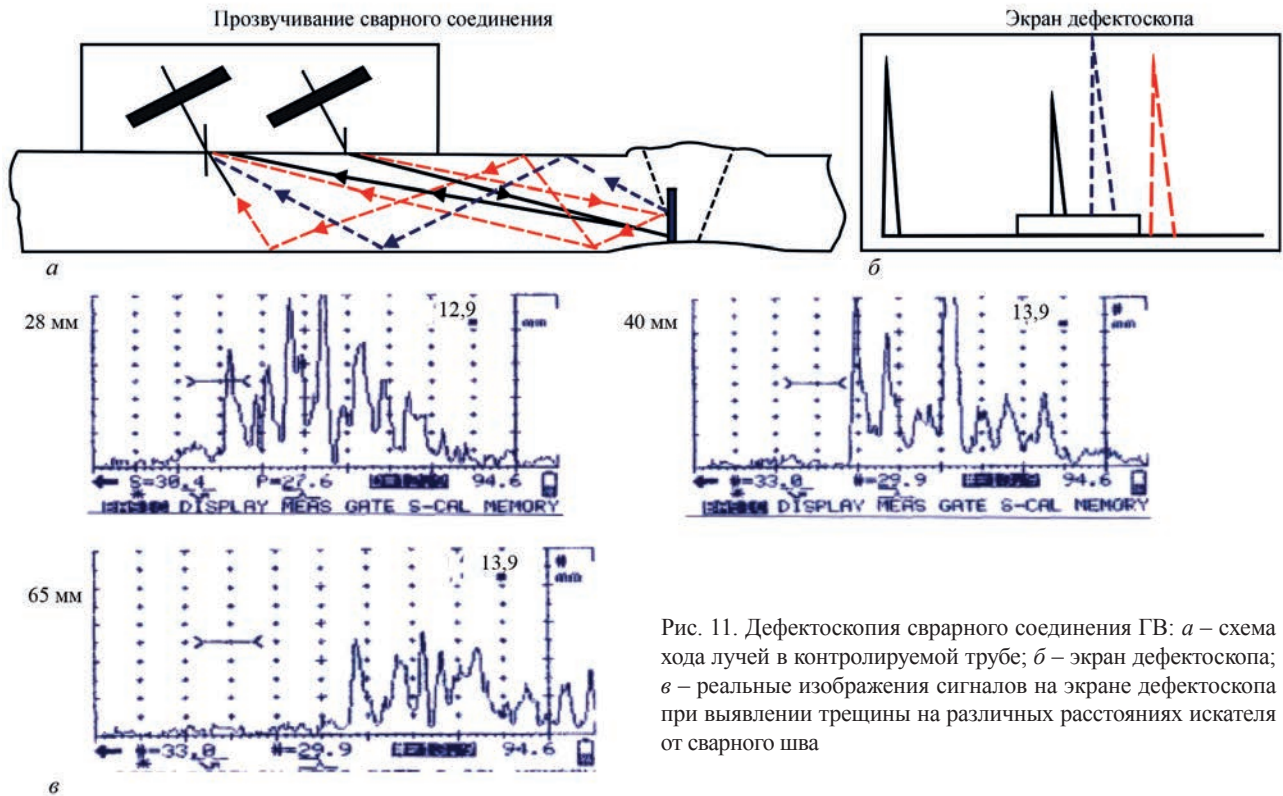 Прозвучивание сварного соединения
Экран дефектоскопа
а
б
28 мм
12,9
S=30.4 P=27.6 94.6
DISPLAY MEAS GATE S-CAL MEMORY
40 мм
13,9
=33.0 =29.9 94.6
DISPLAY MEAS GATE S-CAL MEMORY
65 мм
13,9
=33.0 =29.9 94.6
в
Рис. 11. Дефектоскопия сврарного соединения ГВ: а – схема
хода лучей в контролируемой трубе; б – экран дефектоскопа;
в – реальные изображения сигналов на экране дефектоскопа
при выявлении трещины на различных расстояниях искателя
от сварного шва